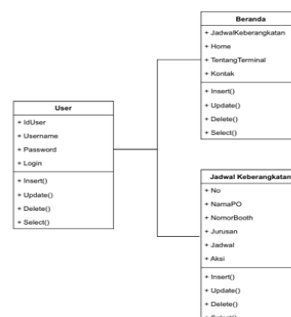 Beranda
+ JadwalKeberangkatan
+ Home
+ TentangTerminal
+ Kontak
+ Insert()
+ Update()
+ Delete()
+ Select()
User
+ IdUser
+ Username
+ Password
+ Login
+ Insert()
+ Update()
+ Delete()
+ Select()
Jadwal Keberangkatan
+ No
+ NamaPO
+ NomorBooth
+ Jurusan
+ Jadwal
+ Aksi
+ Insert()
+ Update()
+ Delete()